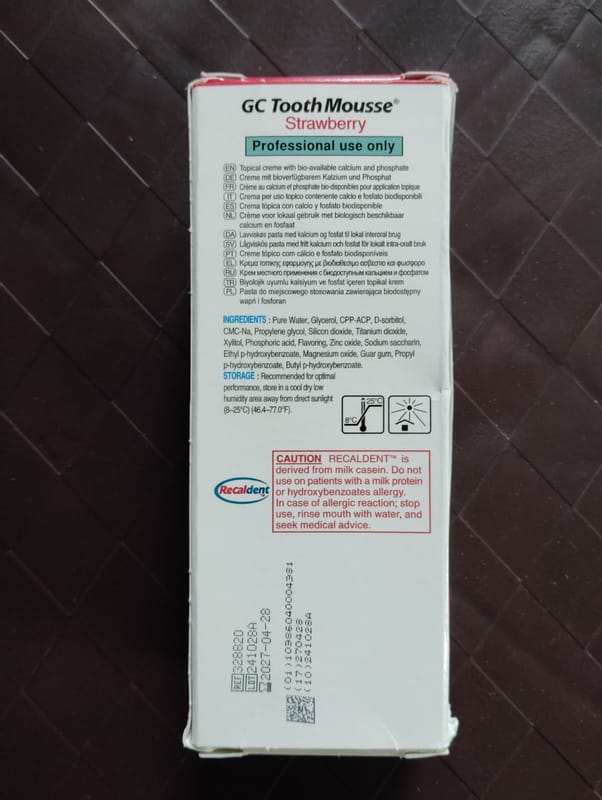 GC Tooth Mousse®
Strawberry
Professional use only
EN Topical creme with bio-available calcium and phosphate
DE Creme mit bioverfügbarem Kalzium und Phosphat
FR Crème au calcium et phosphate bio-disponibles pour application topique
IT Crema per uso topico contenente calcio e fosfato biodisponibili
ES Crema tópica con calcio y fosfato biodisponible
NL Crème voor lokaal gebruik met biologisch beschikbaar
calcium en fosfaat
DA Lavviskøs pasta med kalcium og fosfat til lokal interoral brug
SV Lågviskös pasta med fritt kalcium och fosfat för lokalt intra-oralt bruk
PT Creme tópico com cálcio e fosfato biodisponíveis
EL Κρεμα τοπικης εφαρμογης με βιοδιαθεσιμο ασβεστιο και φωσφορο
RU Крем местного применения с биодоступным кальцием и фосфатом
TR Biyolojik uyumlu kalsiyum ve fosfat içeren topikal krem
PL Pasta do miejscowego stosowania zawierająca biodostępny
wapń i fosforan
INGREDIENTS : Pure Water, Glycerol, CPP-ACP, D-sorbitol,
CMC-Na, Propylene glycol, Silicon dioxide, Titanium dioxide,
Xylitol, Phosphoric acid, Flavoring, Zinc oxide, Sodium saccharin,
Ethyl p-hydroxybenzoate, Magnesium oxide, Guar gum, Propyl
p-hydroxybenzoate, Butyl p-hydroxybenzoate.
STORAGE : Recommended for optimal
performance, store in a cool dry low
humidity area away from direct sunlight
(8–25°C) (46.4–77.0°F).
25°C
8°C
CAUTION RECALDENT™ is
derived from milk casein. Do not
use on patients with a milk protein
or hydroxybenzoates allergy.
In case of allergic reaction; stop
use, rinse mouth with water, and
seek medical advice.
Recaldent™
REF 328820
LOT 241028A
2027-04-28
(01)10386040004381
(17)270428
(10)241028A